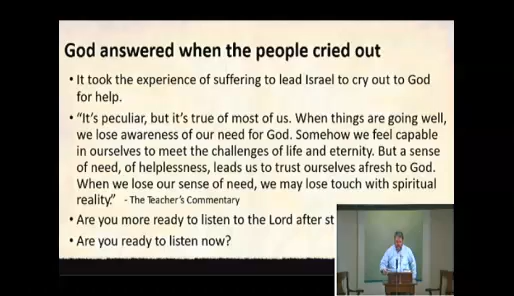 God answered when the people cried out
• It took the experience of suffering to lead Israel to cry out to God
for help.
• “It’s peculiar, but it’s true of most of us. When things are going well,
we lose awareness of our need for God. Somehow we feel capable
in ourselves to meet the challenges of life and eternity. But a sense
of need, of helplessness, leads us to trust ourselves afresh to God.
When we lose our sense of need, we may lose touch with spiritual
reality.” - The Teacher’s Commentary
• Are you more ready to listen to the Lord after
• Are you ready to listen now?